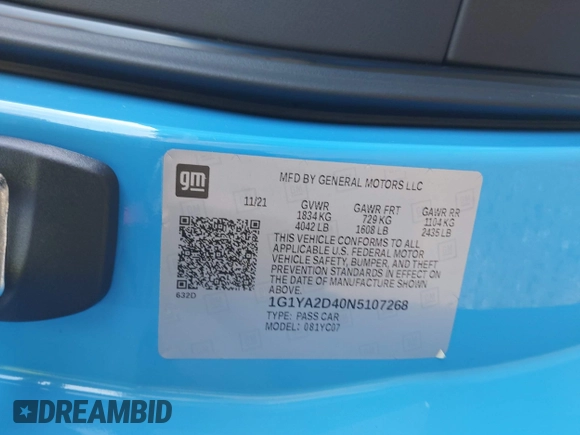 gm
MFD BY GENERAL MOTORS LLC
11/21 GVWR GAWR FRT GAWR RR
1834 KG 729 KG 1104 KG
4042 LB 1608 LB 2435 LB
THIS VEHICLE CONFORMS TO ALL
APPLICABLE U.S. FEDERAL MOTOR
VEHICLE SAFETY, BUMPER, AND THEFT
PREVENTION STANDARDS IN EFFECT ON
THE DATE OF MANUFACTURE SHOWN
ABOVE.
632D
1G1YA2D40N5107268
TYPE: PASS CAR
MODEL: 081YC07
DREAMBID